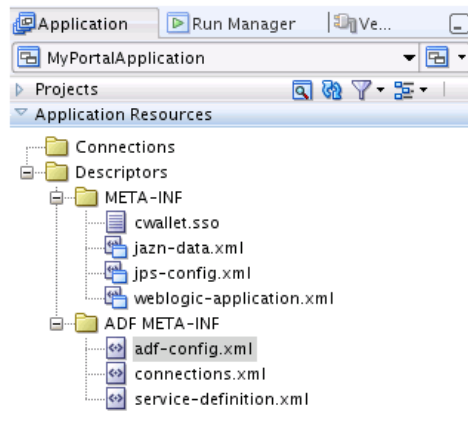 Application Run Manager Ve...
MyPortalApplication
Projects
Application Resources
Connections
Descriptors
META-INF
cwallet.sso
jazn-data.xml
jps-config.xml
weblogic-application.xml
ADF META-INF
adf-config.xml
connections.xml
service-definition.xml